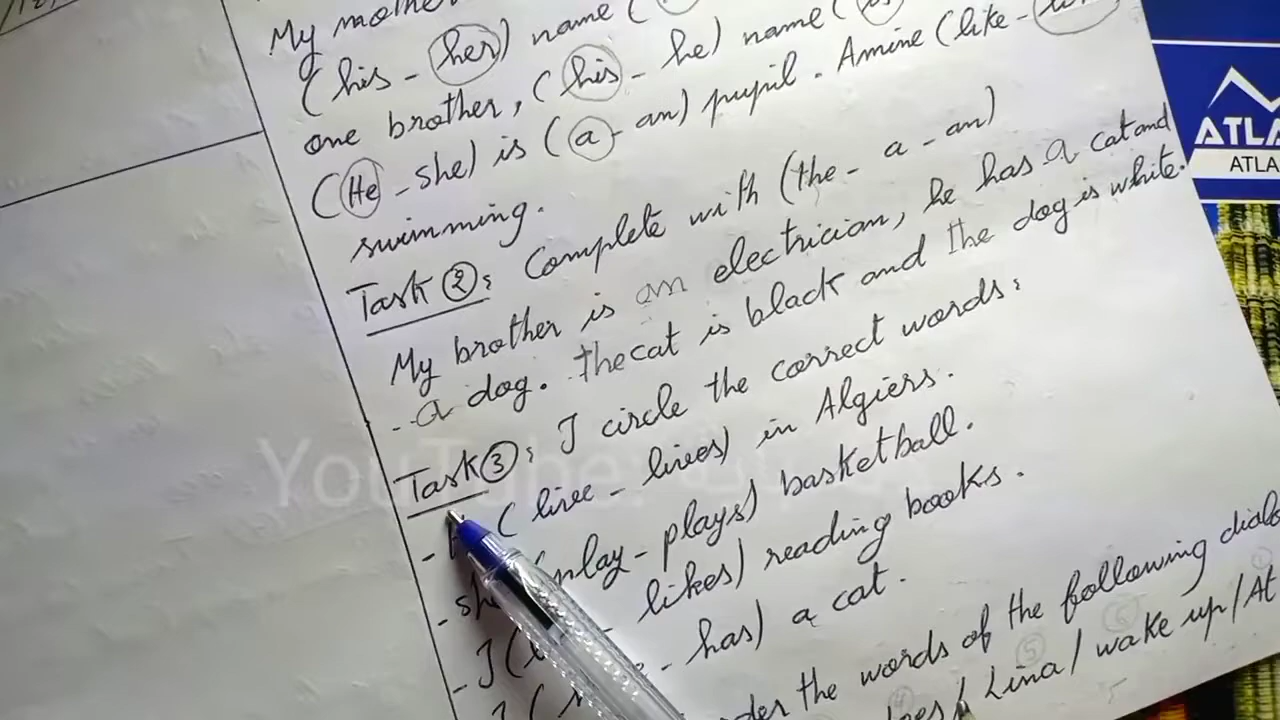 My mother
(his - her) name (
one brother, (his - he) name (is
(He - she) is (a - an) pupil. Amine (like -
swimming.
Task ②: Complete with (the - a - an)
My brother is an electrician, he has a cat and
a dog. the cat is black and the dog is white.
Task ③: I circle the correct words:
- (live - lives) in Algiers.
- she (play - plays) basketball.
- I ( - likes) reading books.
- I ( - has) a cat.
the words of the following
Lina / wake up / At
ATLA
ATLA
YouTube